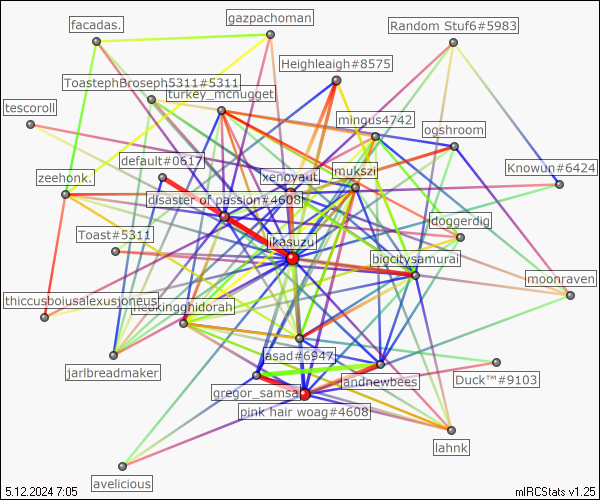 gazpachoman
facadas.
Random Stuf6#5983
Heighleaigh#8575
ToastephBroseph5311#5311
turkey_mcnugget
tescoroll
mingus4742
ogshroom
default#0617
xenoyaut
mukszi
Knowun#6424
zeehonk.
disaster of passion#4608
doggerdig
Toast#5311
ikasuzu
bigcitysamurai
moonraven
thiccusboiusalexusjoneus
neokingghidorah
asad#6947
jarlbreadmaker
Duck™#9103
landnewbees
gregor_samsa
pink hair woag#4608
lahnk
avelicious
5.12.2024 7:05
mIRCStats v1.25